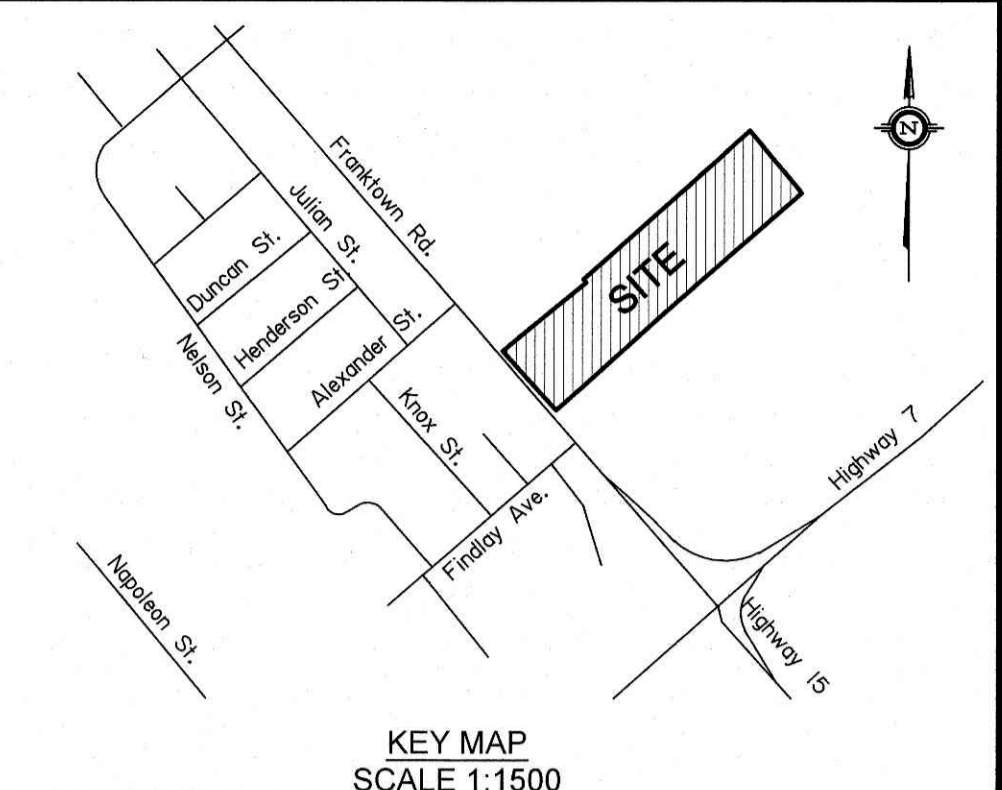 Franktown Rd.
Julian St.
N
Duncan St.
Henderson St.
SITE
Alexander St.
Nelson St.
Knox St.
Highway 7
Findlay Ave.
Napoleon St.
Highway 15
KEY MAP
SCALE 1:1500